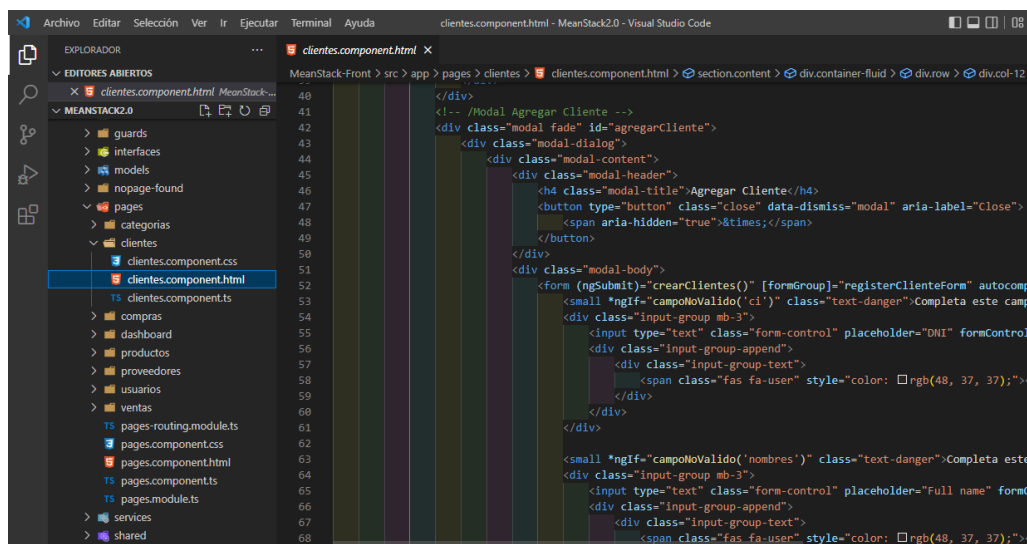 Archivo Editar Selección Ver Ir Ejecutar Terminal Ayuda clientes.component.html - MeanStack2.0 - Visual Studio Code
EXPLORADOR ...
EDITORES ABIERTOS
clientes.component.html MeanStack-...
MEANSTACK2.0
guards
interfaces
models
nopage-found
pages
categorias
clientes
clientes.component.css
clientes.component.html
TS clientes.component.ts
compras
dashboard
productos
proveedores
usuarios
ventas
TS pages-routing.module.ts
pages.component.css
pages.component.html
TS pages.component.ts
TS pages.module.ts
services
shared
clientes.component.html
MeanStack-Front > src > app > pages > clientes > clientes.component.html > section.content > div.container-fluid > div.row > div.col-12
40 </div>
41 <!-- /Modal Agregar Cliente -->
42 <div class="modal fade" id="agregarCliente">
43 <div class="modal-dialog">
44 <div class="modal-content">
45 <div class="modal-header">
46 <h4 class="modal-title">Agregar Cliente</h4>
47 <button type="button" class="close" data-dismiss="modal" aria-label="Close">
48 <span aria-hidden="true">&times;</span>
49 </button>
50 </div>
51 <div class="modal-body">
52 <form (ngSubmit)="crearClientes()" [formGroup]="registerClienteForm" autocomp
53 <small *ngIf="campoNoValido('ci')" class="text-danger">Completa este camp
54 <div class="input-group mb-3">
55 <input type="text" class="form-control" placeholder="DNI" formControl
56 <div class="input-group-append">
57 <div class="input-group-text">
58 <span class="fas fa-user" style="color: rgb(48, 37, 37);">
59 </div>
60 </div>
61 </div>
62
63 <small *ngIf="campoNoValido('nombres')" class="text-danger">Completa este
64 <div class="input-group mb-3">
65 <input type="text" class="form-control" placeholder="Full name" formC
66 <div class="input-group-append">
67 <div class="input-group-text">
68 <span class="fas fa-user" style="color: rgb(48, 37, 37);">